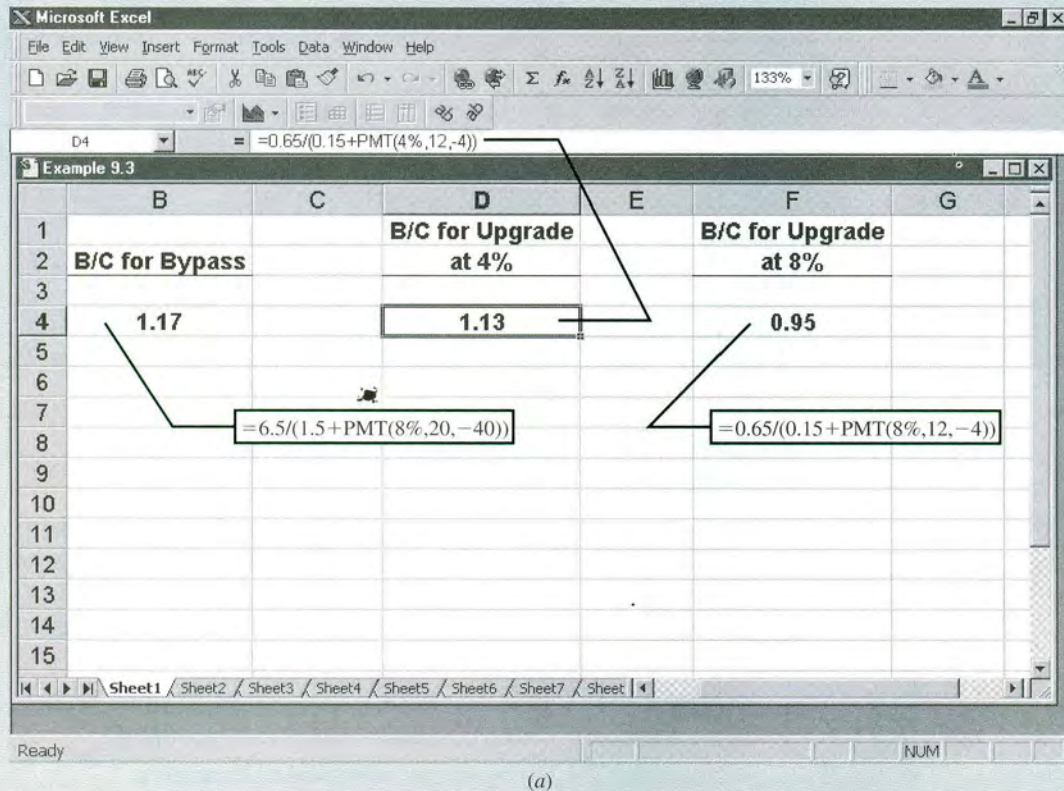 Microsoft Excel
File Edit View Insert Format Tools Data Window Help
133%
D4 = =0.65/(0.15+PMT(4%,12,-4))
Example 9.3
B C D E F G
1 B/C for Upgrade B/C for Upgrade
2 B/C for Bypass at 4% at 8%
3
4 1.17 1.13 0.95
5
6
7 =6.5/(1.5+PMT(8%,20,−40)) =0.65/(0.15+PMT(8%,12,−4))
8
9
10
11
12
13
14
15
Sheet1 / Sheet2 / Sheet3 / Sheet4 / Sheet5 / Sheet6 / Sheet7 / Sheet
Ready NUM
(a)